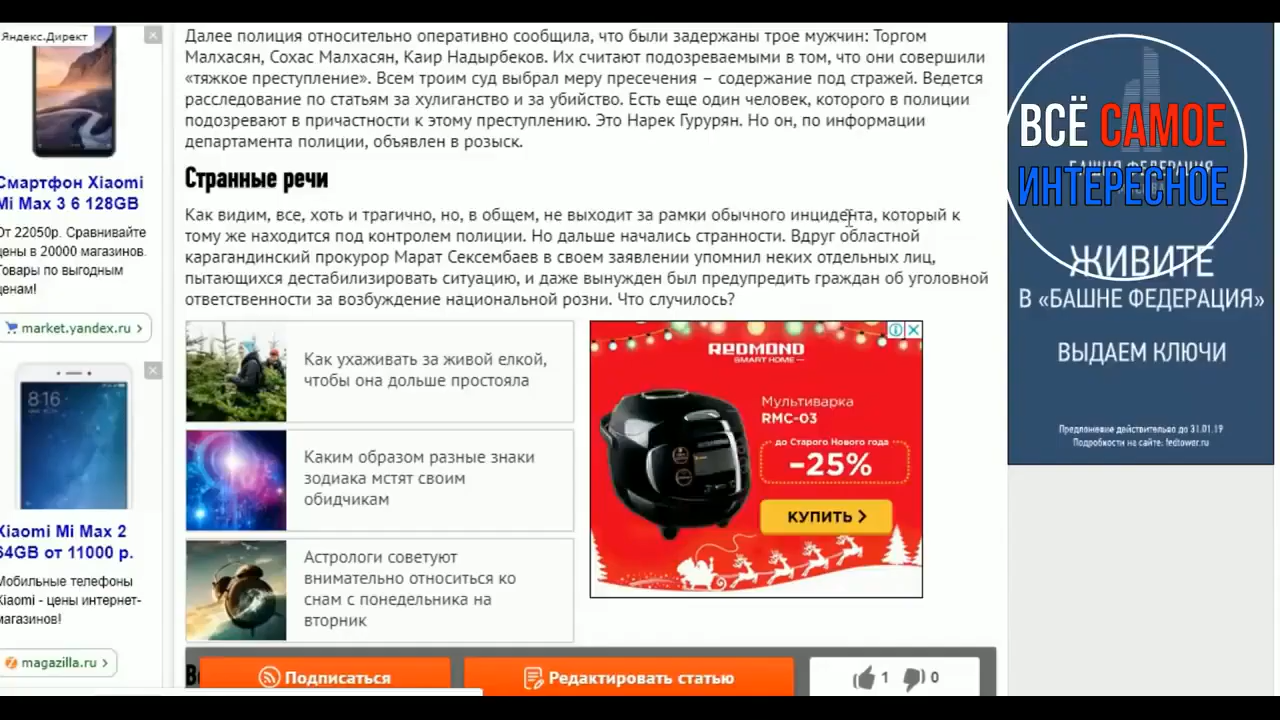 Яндекс.Директ
Смартфон Xiaomi
Mi Max 3 6 128GB
От 22050р. Сравнивайте
цены в 20000 магазинов.
Товары по выгодным
ценам!
market.yandex.ru >
8:16
Xiaomi Mi Max 2
64GB от 11000 р.
Мобильные телефоны
Xiaomi - цены интернет-
магазинов!
magazilla.ru >
Далее полиция относительно оперативно сообщила, что были задержаны трое мужчин: Торгом
Малхасян, Сохас Малхасян, Каир Надырбеков. Их считают подозреваемыми в том, что они совершили
«тяжкое преступление». Всем троим суд выбрал меру пресечения – содержание под стражей. Ведется
расследование по статьям за хулиганство и за убийство. Есть еще один человек, которого в полиции
подозревают в причастности к этому преступлению. Это Нарек Гурурян. Но он, по информации
департамента полиции, объявлен в розыск.
Странные речи
Как видим, все, хоть и трагично, но, в общем, не выходит за рамки обычного инцидента, который к
тому же находится под контролем полиции. Но дальше начались странности. Вдруг областной
карагандинский прокурор Марат Сексембаев в своем заявлении упомнил неких отдельных лиц,
пытающихся дестабилизировать ситуацию, и даже вынужден был предупредить граждан об уголовной
ответственности за возбуждение национальной розни. Что случилось?
Как ухаживать за живой елкой,
чтобы она дольше простояла
Каким образом разные знаки
зодиака мстят своим
обидчикам
Астрологи советуют
внимательно относиться ко
снам с понедельника на
вторник
REDMOND
SMART HOME
Мультиварка
RMC-03
до Старого Нового года
–25%
КУПИТЬ >
Подписаться
Редактировать статью
1
0
ВСЁ САМОЕ
ИНТЕРЕСНОЕ
БАШНЯ ФЕДЕРАЦИЯ
ЖИВИТЕ
В «БАШНЕ ФЕДЕРАЦИЯ»
ВЫДАЕМ КЛЮЧИ
Предложение действительно до 31.01.19
Подробности на сайте: fedtower.ru